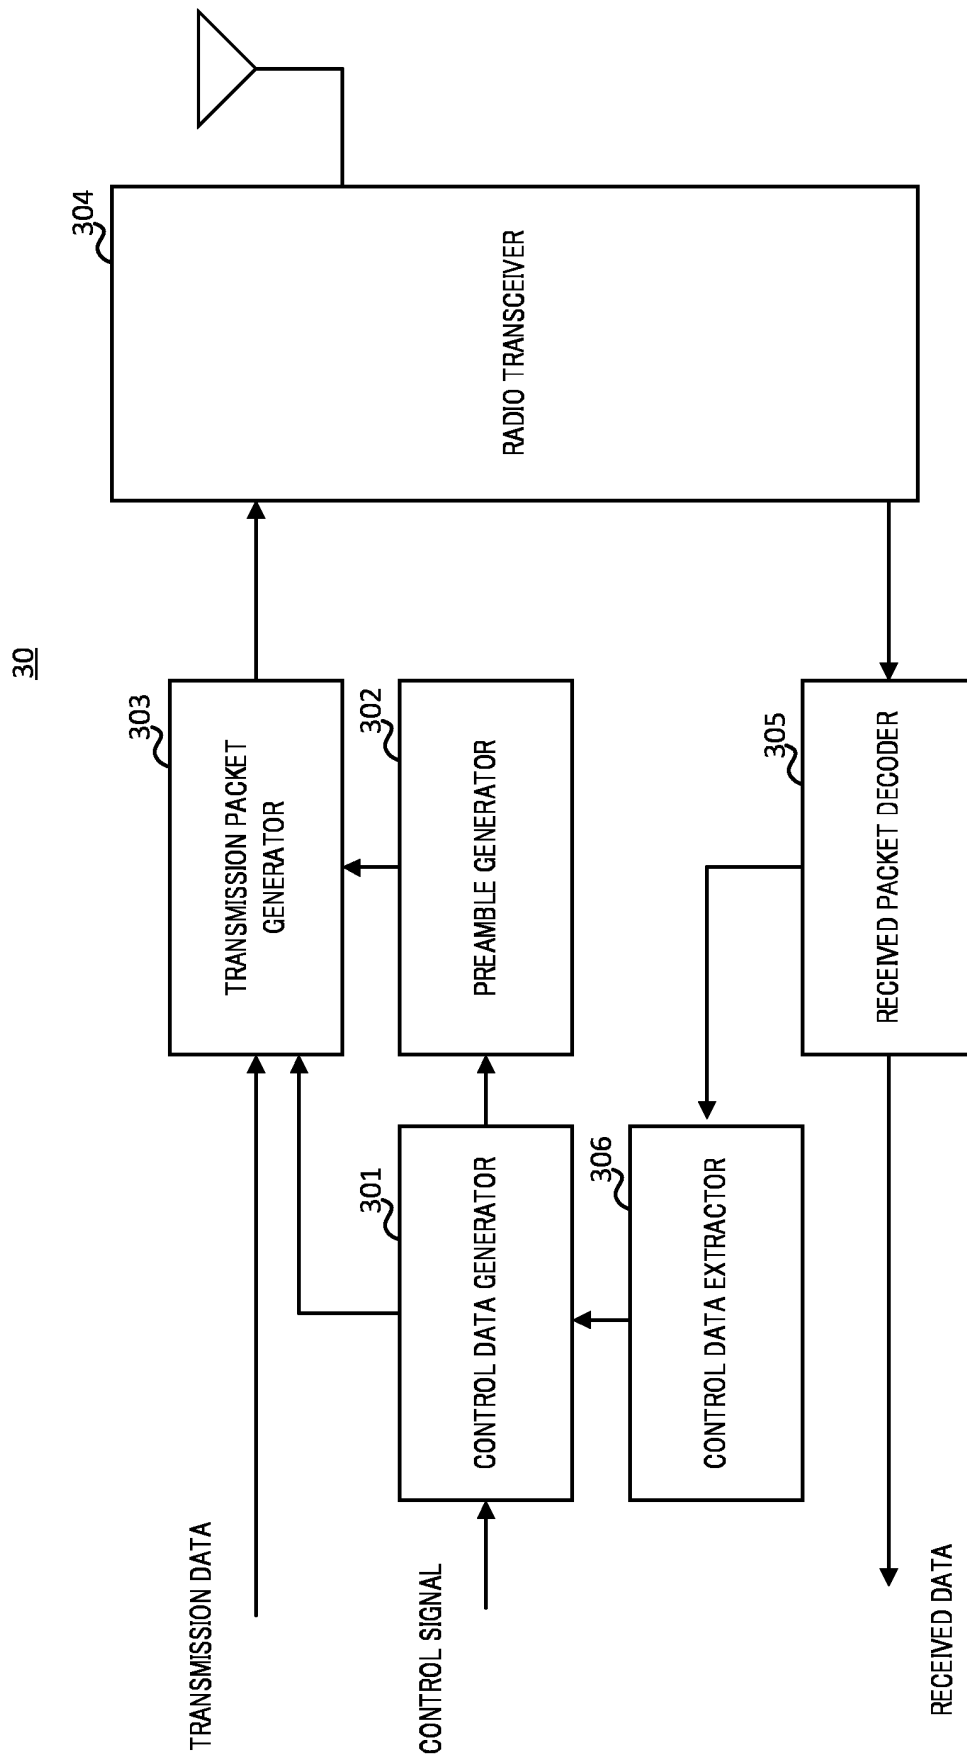 30
TRANSMISSION DATA
CONTROL SIGNAL
RECEIVED DATA
301
CONTROL DATA GENERATOR
306
CONTROL DATA EXTRACTOR
303
TRANSMISSION PACKET
GENERATOR
302
PREAMBLE GENERATOR
305
RECEIVED PACKET DECODER
304
RADIO TRANSCEIVER